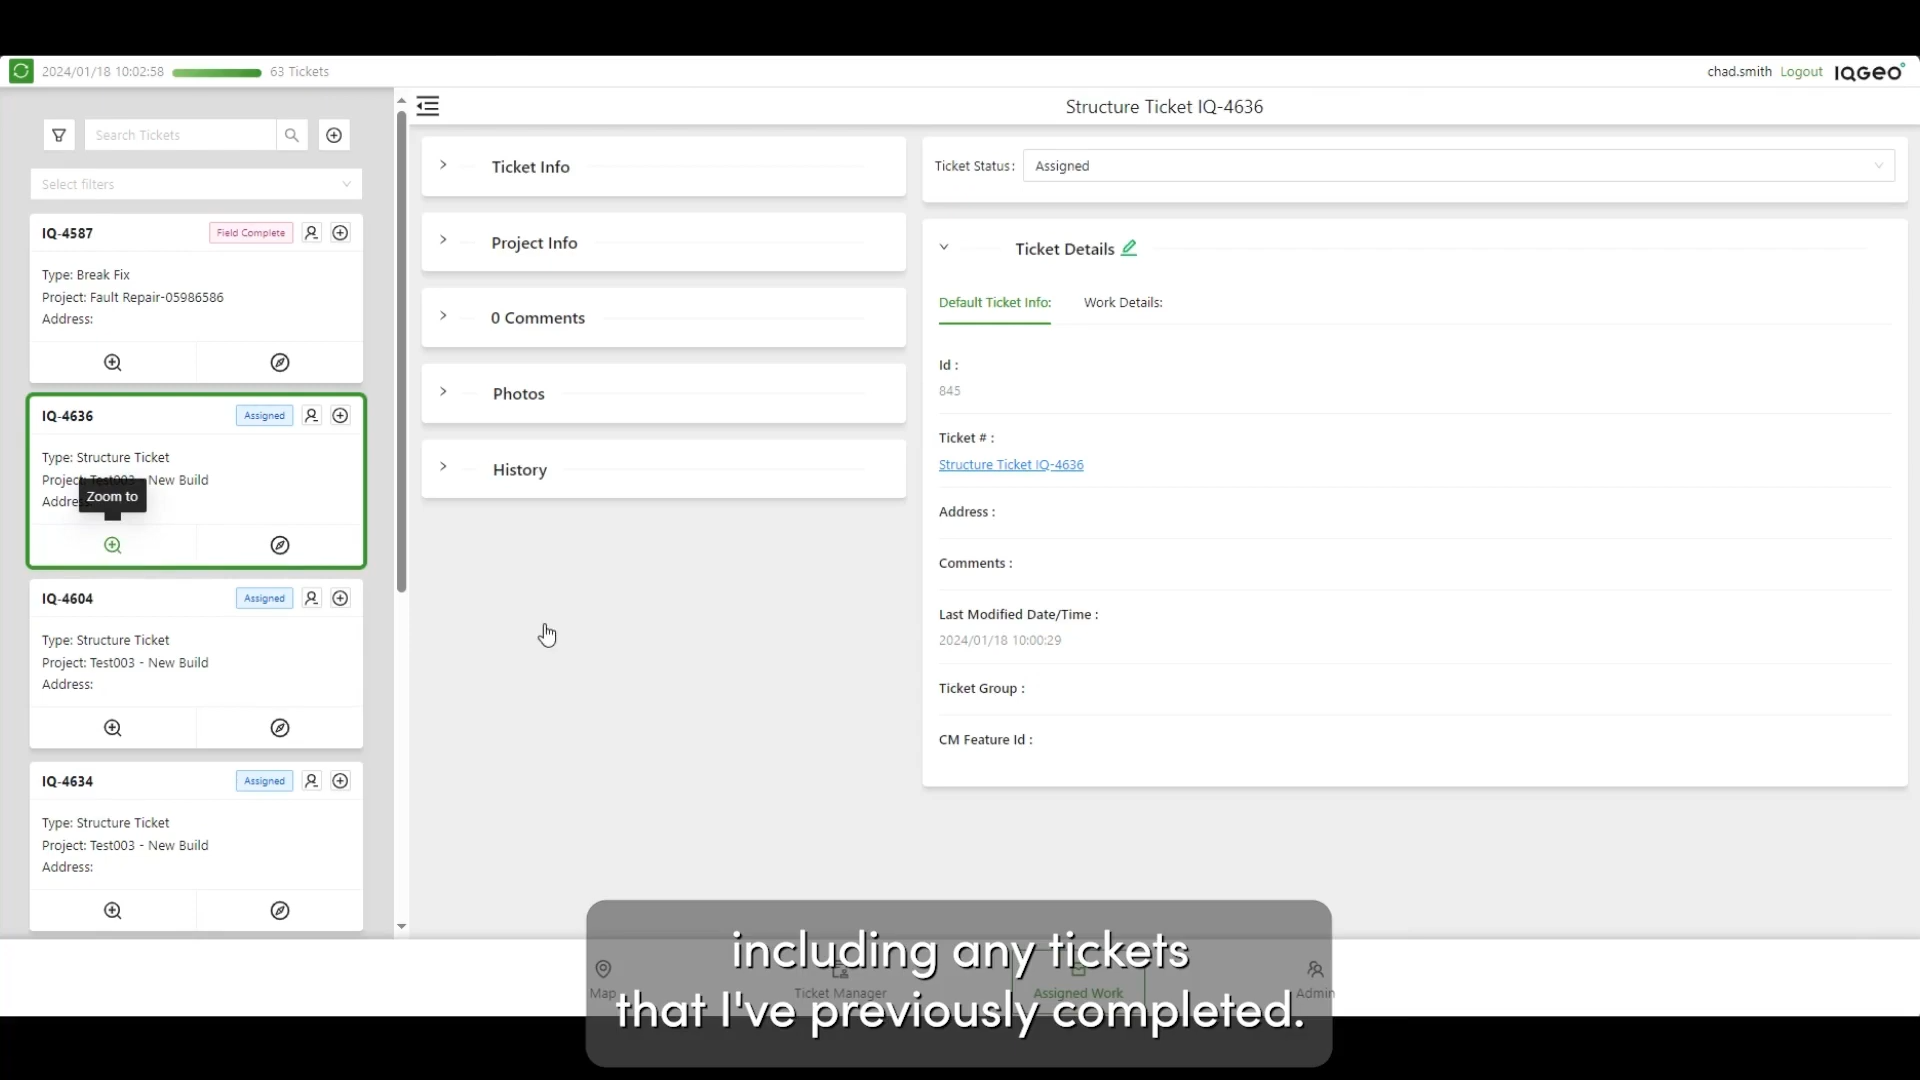 2024/01/18 10:02:58
63 Tickets
chad.smith
Logout
IQGEO
Structure Ticket IQ-4636
Search Tickets
Select filters
IQ-4587
Field Complete
Type: Break Fix
Project: Fault Repair-05986586
Address:
IQ-4636
Assigned
Type: Structure Ticket
Project: Test003 - New Build
Address:
Zoom to
IQ-4604
Assigned
Type: Structure Ticket
Project: Test003 - New Build
Address:
IQ-4634
Assigned
Type: Structure Ticket
Project: Test003 - New Build
Address:
Ticket Info
Project Info
0 Comments
Photos
History
Ticket Status: Assigned
Ticket Details
Default Ticket Info:
Work Details:
Id :
845
Ticket # :
Structure Ticket IQ-4636
Address :
Comments :
Last Modified Date/Time :
2024/01/18 10:00:29
Ticket Group :
CM Feature Id :
Map
Ticket Manager
Assigned Work
Admin
including any tickets
that I've previously completed.